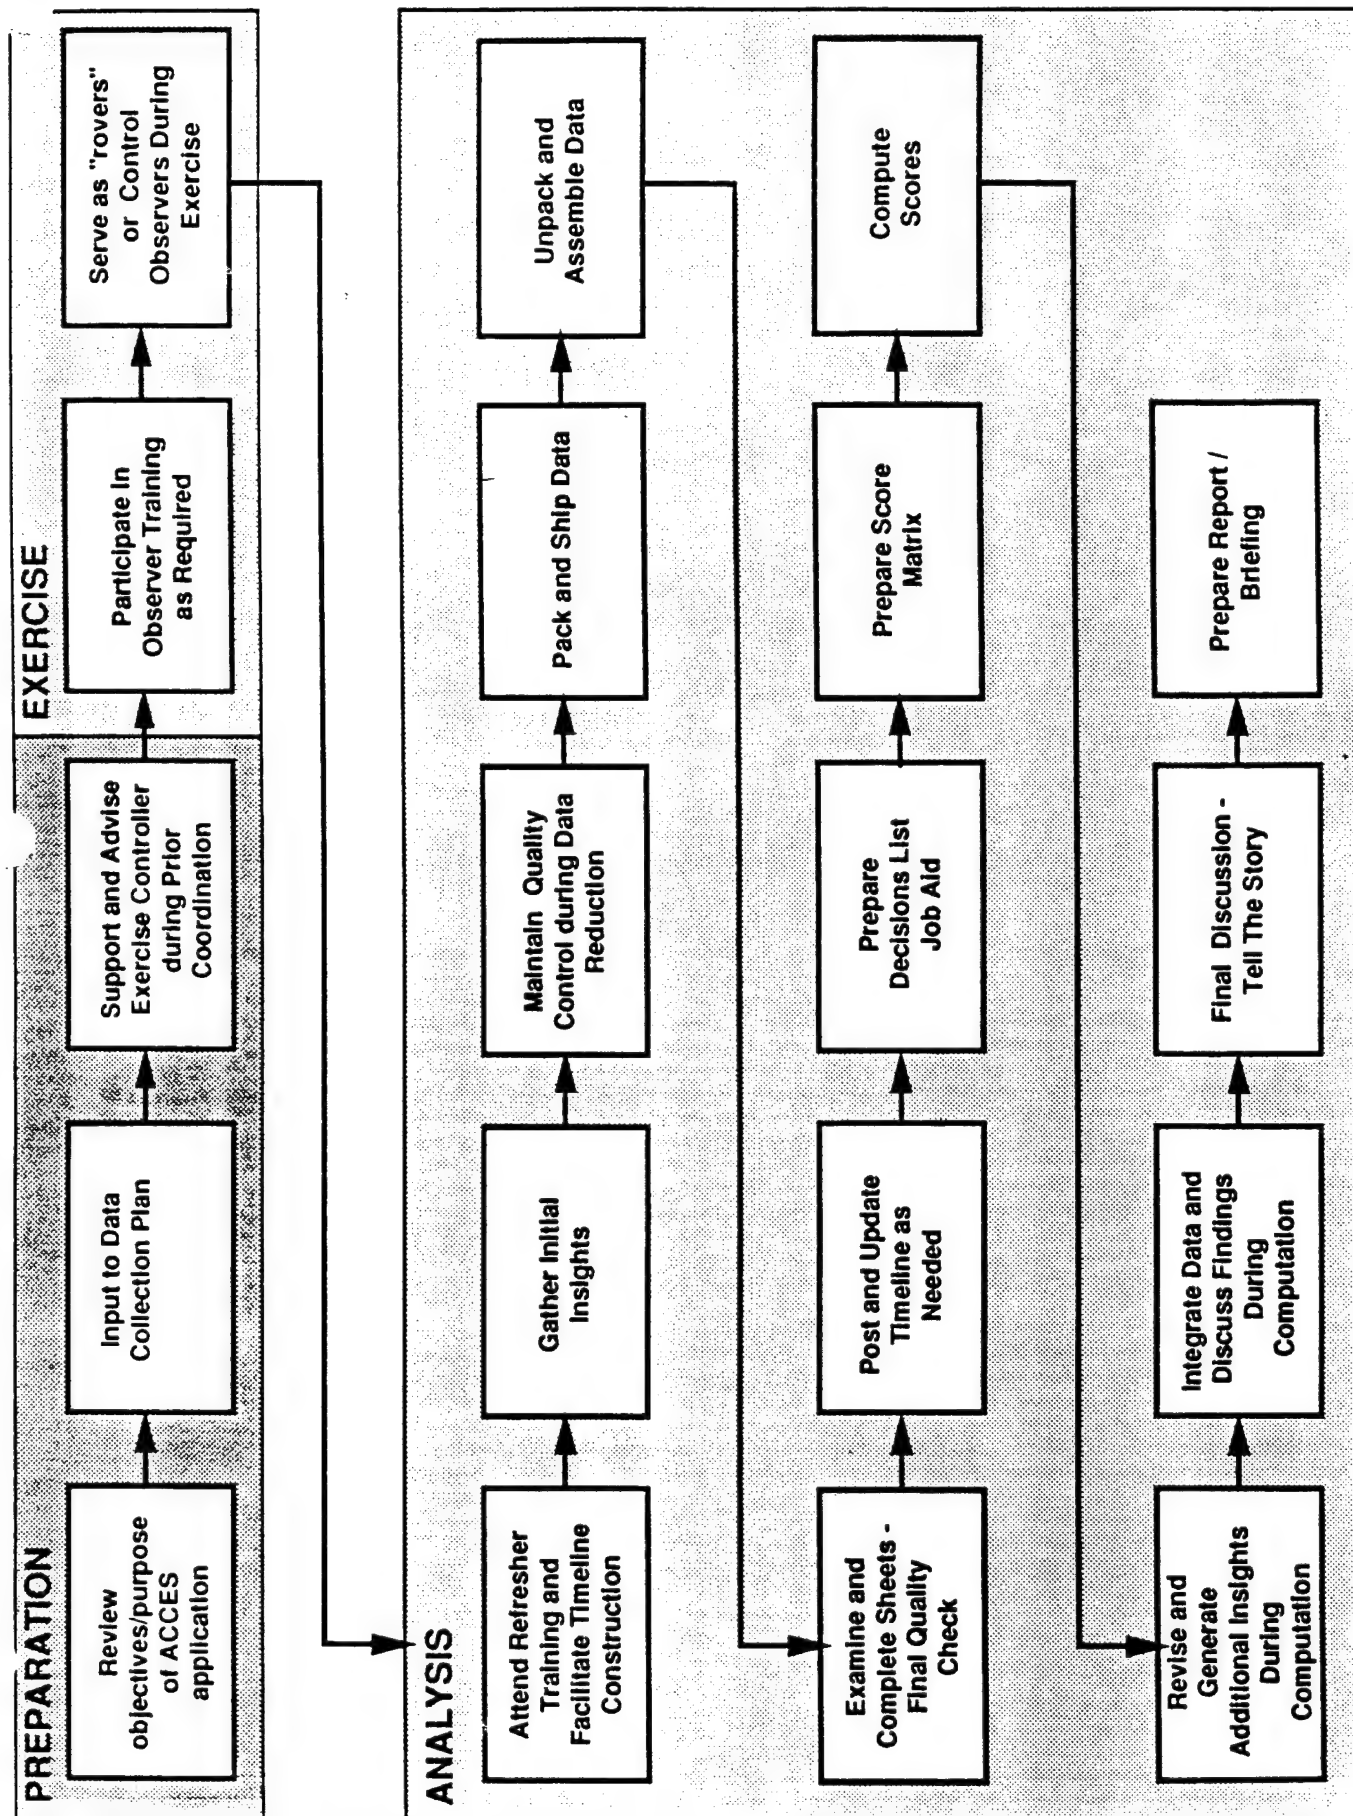 PREPARATION
Review
objectives/purpose
of ACCES
application
Input to Data
Collection Plan
Support and Advise
Exercise Controller
during Prior
Coordination
EXERCISE
Participate In
Observer Training
as Required
Serve as "rovers"
or Control
Observers During
Exercise
ANALYSIS
Attend Refresher
Training and
Facilitate Timeline
Construction
Gather Initial
Insights
Maintain Quality
Control during Data
Reduction
Pack and Ship Data
Unpack and
Assemble Data
Examine and
Complete Sheets -
Final Quality
Check
Post and Update
Timeline as
Needed
Prepare
Decisions List
Job Aid
Prepare Score
Matrix
Compute
Scores
Revise and
Generate
Additional Insights
During
Computation
Integrate Data and
Discuss Findings
During
Computation
Final Discussion -
Tell The Story
Prepare Report /
Briefing